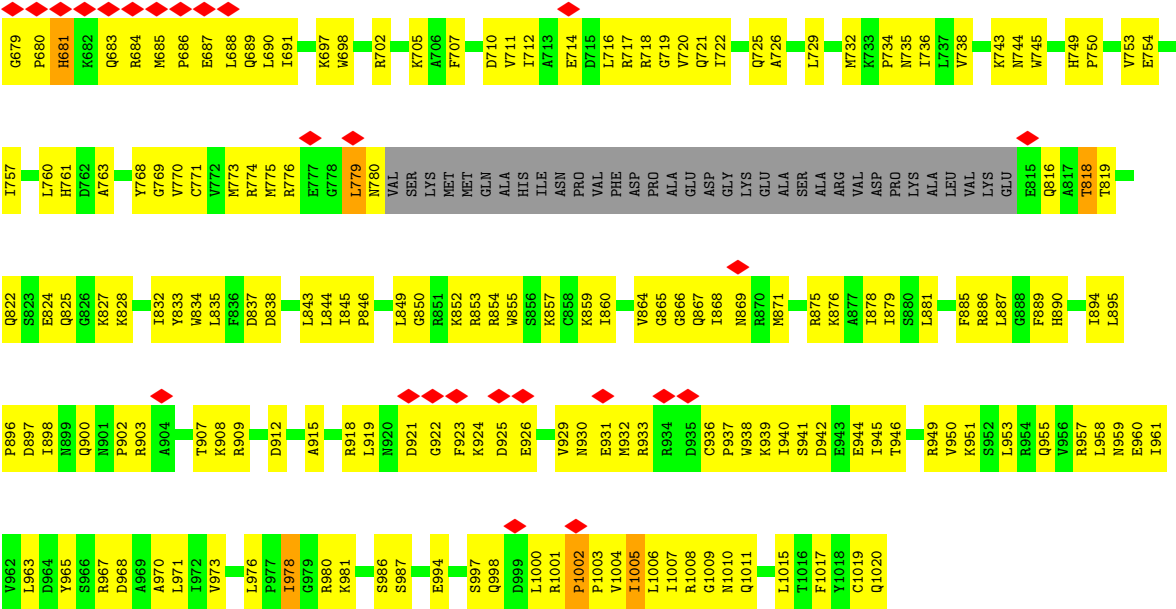 G679 P680 H681 K682 Q683 R684 M685 P686 E687 L688 Q689 L690 I691 K697 W698 R702 K705 A706 F707 D710 V711 I712 A713 E714 D715 L716 R717 R718 G719 V720 Q721 I722 Q725 A726 L729 M732 K733 P734 N735 I736 L737 V738 K743 N744 W745 H749 P750 V753 E754
I757 L760 H761 D762 A763 Y768 G769 V770 C771 V772 M773 R774 M775 R776 E777 G778 L779 N780 VAL SER LYS MET MET GLN ALA HIS ILE ASN PRO VAL PHE ASP PRO ALA GLU ASP GLY LYS GLU ALA SER ALA ARG VAL ASP PRO LYS ALA LEU VAL LYS GLU E815 Q816 A817 T818 T819
Q822 S823 E824 Q825 G826 K827 K828 I832 Y833 W834 L835 F836 D837 D838 L843 L844 I845 P846 L849 G850 R851 K852 R853 R854 W855 S856 K857 C858 K859 I860 V864 G865 G866 Q867 I868 N869 R870 M871 R875 K876 A877 I878 I879 S880 L881 F885 R886 L887 G888 F889 H890 I894 L895
P896 D897 I898 N899 Q900 N901 P902 R903 A904 T907 K908 R909 D912 A915 R918 L919 N920 D921 G922 F923 K924 D925 E926 V929 N930 E931 M932 R933 R934 D935 C936 P937 W938 K939 I940 S941 D942 E943 E944 I945 T946 R949 V950 K951 S952 L953 R954 Q955 V956 R957 L958 N959 E960 I961
V962 L963 D964 Y965 S966 R967 D968 A969 A970 L971 I972 V973 L976 P977 I978 G979 R980 K981 S986 S987 E994 S997 Q998 D999 L1000 R1001 P1002 P1003 V1004 I1005 L1006 I1007 R1008 G1009 N1010 Q1011 L1015 T1016 F1017 Y1018 C1019 Q1020